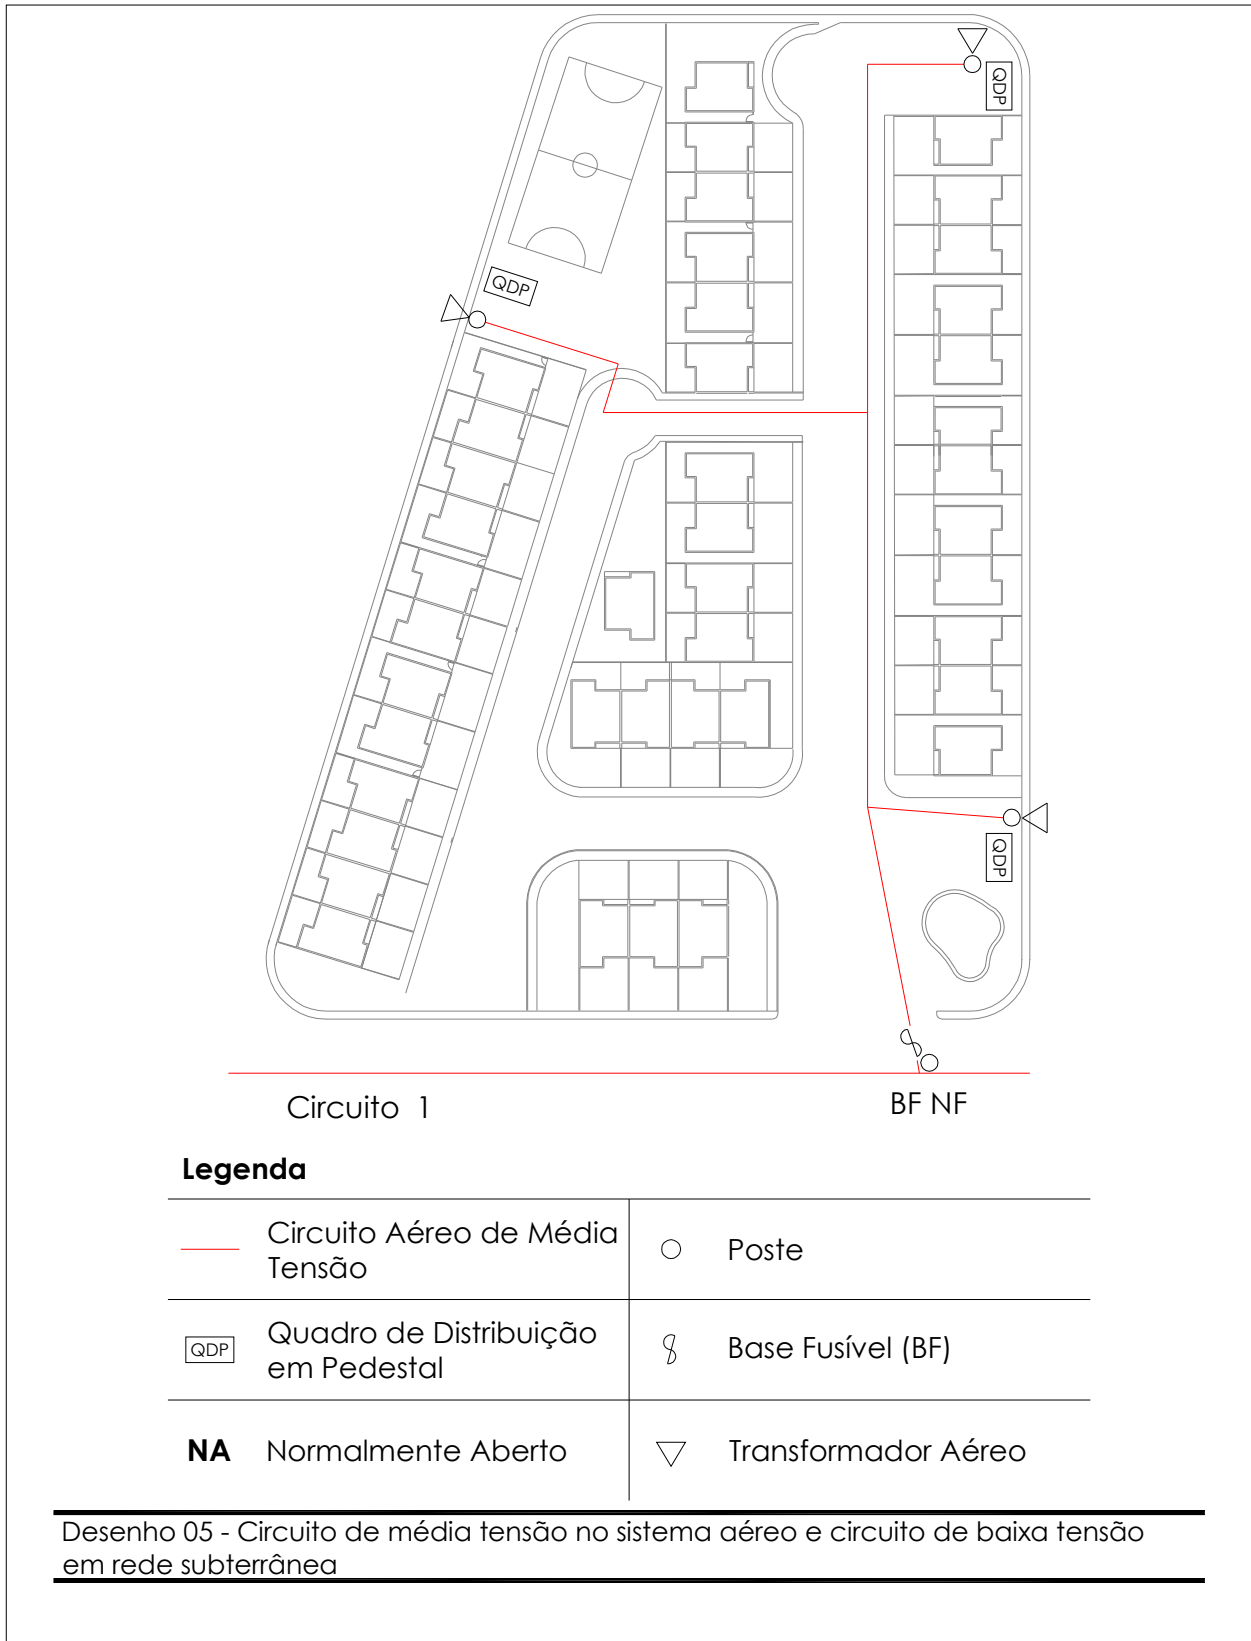 QDP
QDP
QDP
Circuito 1
BF NF
Legenda
Circuito Aéreo de Média
Tensão
Poste
QDP
Quadro de Distribuição
em Pedestal
Base Fusível (BF)
NA
Normalmente Aberto
Transformador Aéreo
Desenho 05 - Circuito de média tensão no sistema aéreo e circuito de baixa tensão
em rede subterrânea